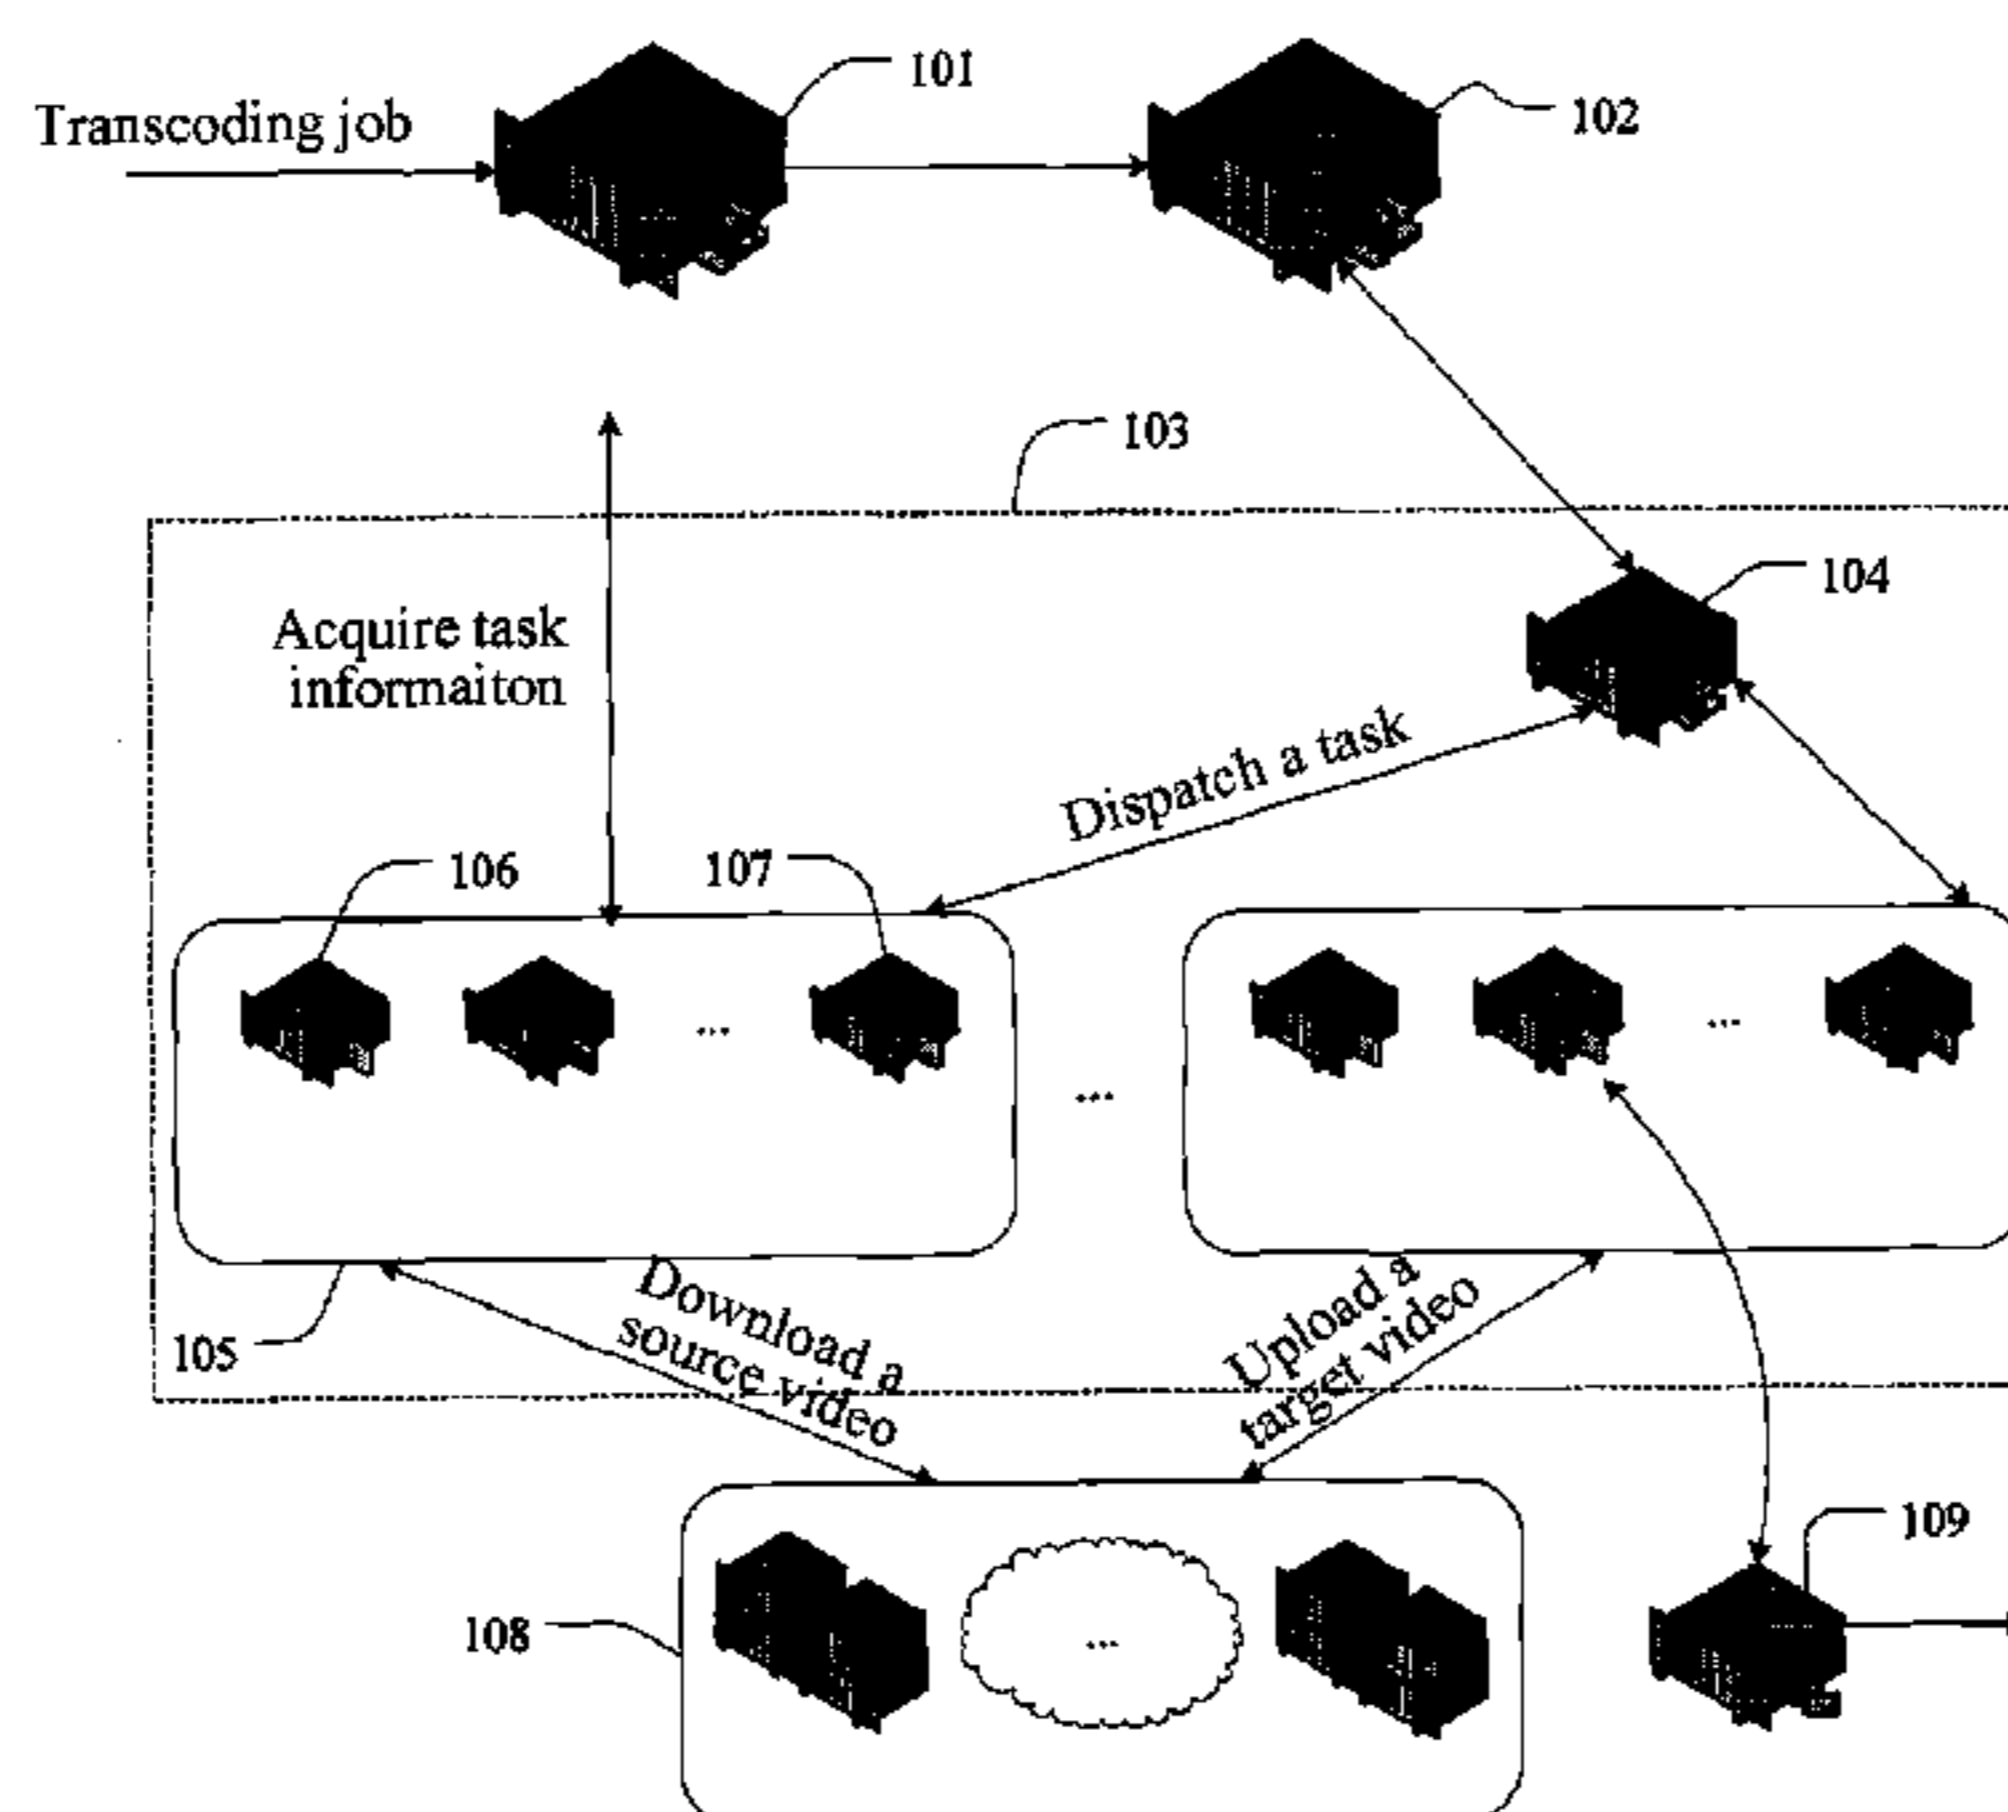 101
102
Transcoding job
103
104
Acquire task
informaiton
Dispatch a task
106
107
...
...
...
105
Download a
source video
Upload a
target video
109
108
...